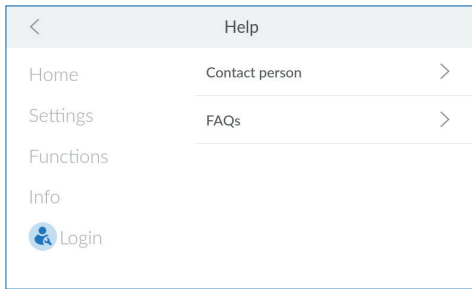 Help
Home
Settings
Functions
Info
Login
Contact person
FAQs